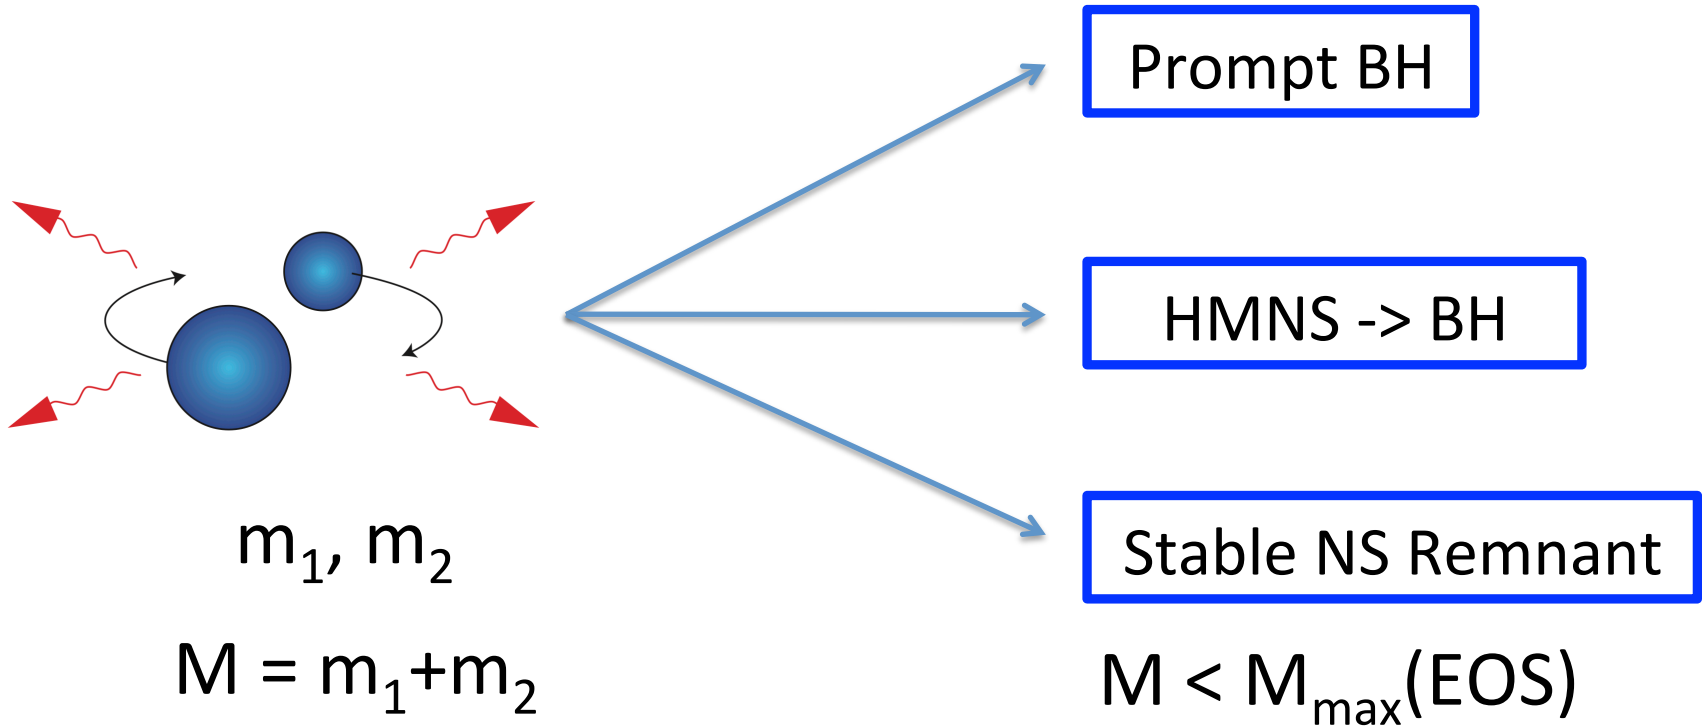 Prompt BH
HMNS -> BH
Stable NS Remnant
m₁, m₂
M = m₁+m₂
M < Mₘₐₓ(EOS)